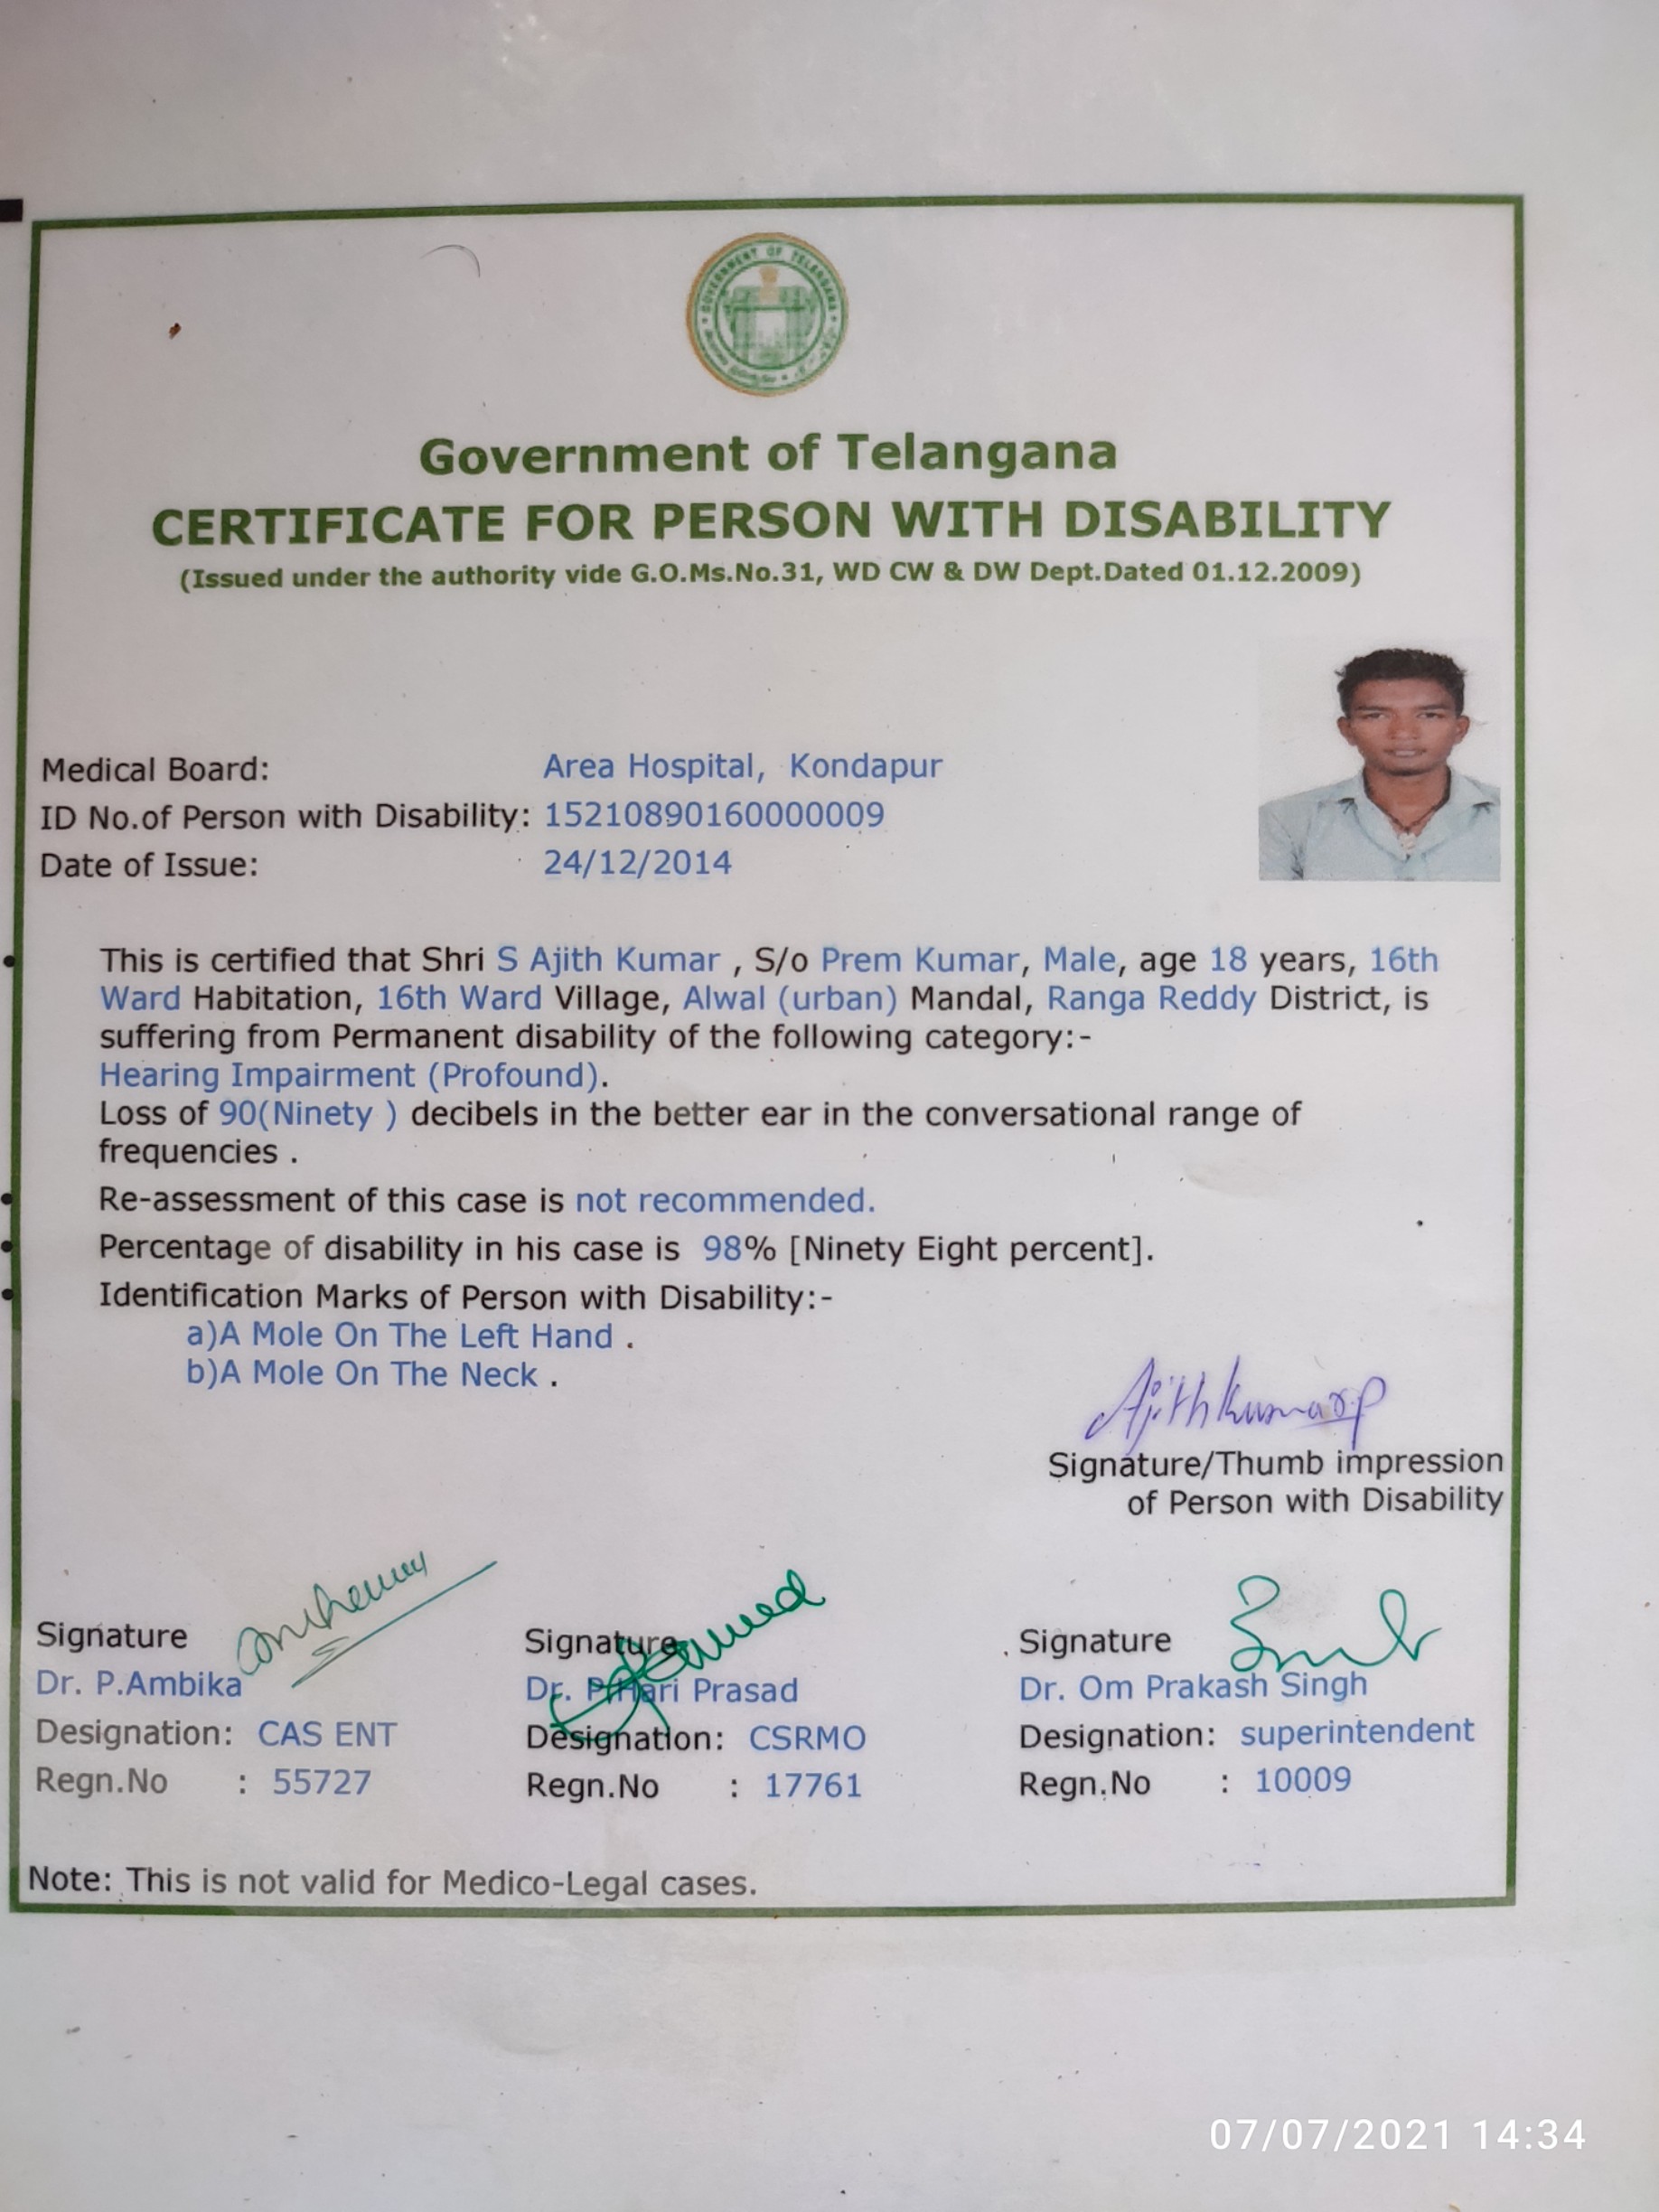 GOVERNMENT OF TELANGANA
Government of Telangana
CERTIFICATE FOR PERSON WITH DISABILITY
(Issued under the authority vide G.O.Ms.No.31, WD CW & DW Dept.Dated 01.12.2009)
Medical Board: Area Hospital, Kondapur
ID No.of Person with Disability: 15210890160000009
Date of Issue: 24/12/2014
This is certified that Shri S Ajith Kumar , S/o Prem Kumar, Male, age 18 years, 16th
Ward Habitation, 16th Ward Village, Alwal (urban) Mandal, Ranga Reddy District, is
suffering from Permanent disability of the following category:-
Hearing Impairment (Profound).
Loss of 90(Ninety ) decibels in the better ear in the conversational range of
frequencies .
Re-assessment of this case is not recommended.
Percentage of disability in his case is 98% [Ninety Eight percent].
Identification Marks of Person with Disability:-
a)A Mole On The Left Hand .
b)A Mole On The Neck .
Signature/Thumb impression
of Person with Disability
Signature Signature Signature
Dr. P.Ambika Dr. P.Hari Prasad Dr. Om Prakash Singh
Designation: CAS ENT Designation: CSRMO Designation: superintendent
Regn.No : 55727 Regn.No : 17761 Regn.No : 10009
Note: This is not valid for Medico-Legal cases.
07/07/2021 14:34